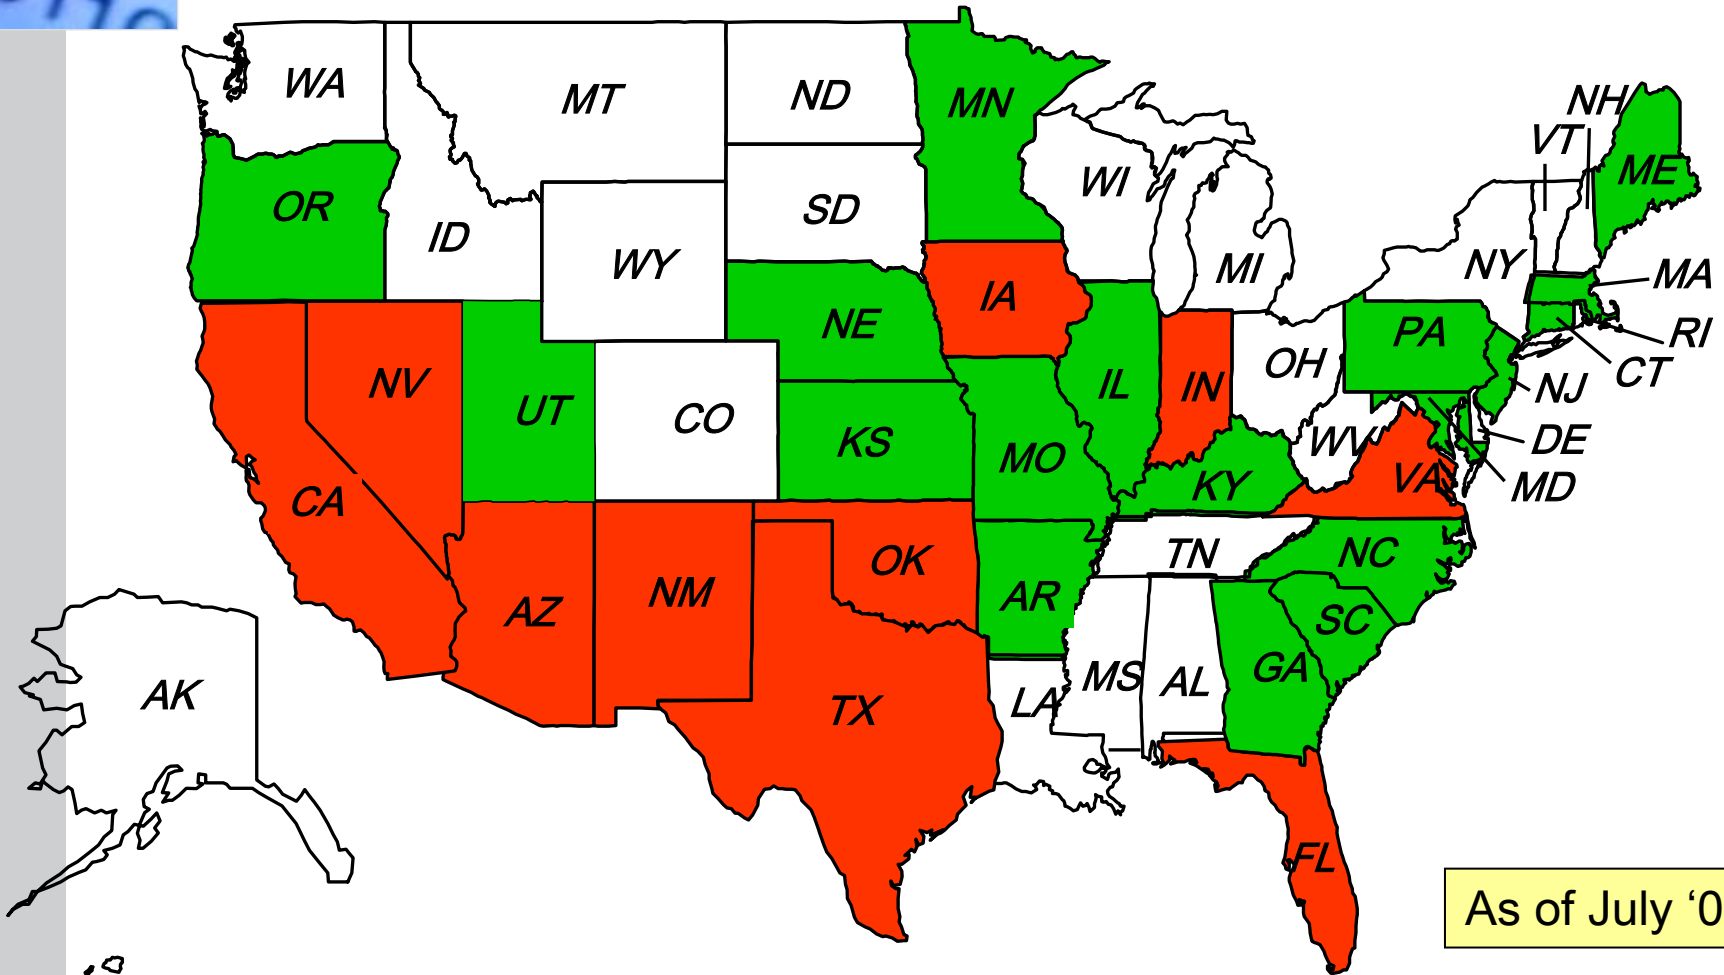 WA
MT
ND
MN
NH
VT
ME
OR
ID
SD
WI
WY
MI
NY
MA
IA
NE
PA
RI
OH
CT
NV
UT
CO
IL
IN
NJ
KS
MO
WV
DE
CA
KY
VA
MD
OK
TN
NC
AZ
NM
AR
SC
AK
TX
LA
MS
AL
GA
FL
As of July ‘0